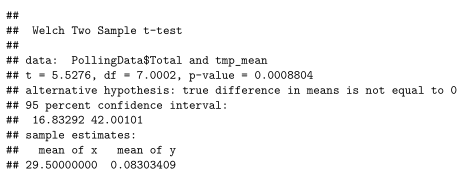 ##
## Welch Two Sample t-test
##
## data: PollingData$Total and tmp_mean
## t = 5.5276, df = 7.0002, p-value = 0.0008804
## alternative hypothesis: true difference in means is not equal to 0
## 95 percent confidence interval:
## 16.83292 42.00101
## sample estimates:
## mean of x mean of y
## 29.50000000 0.08303409